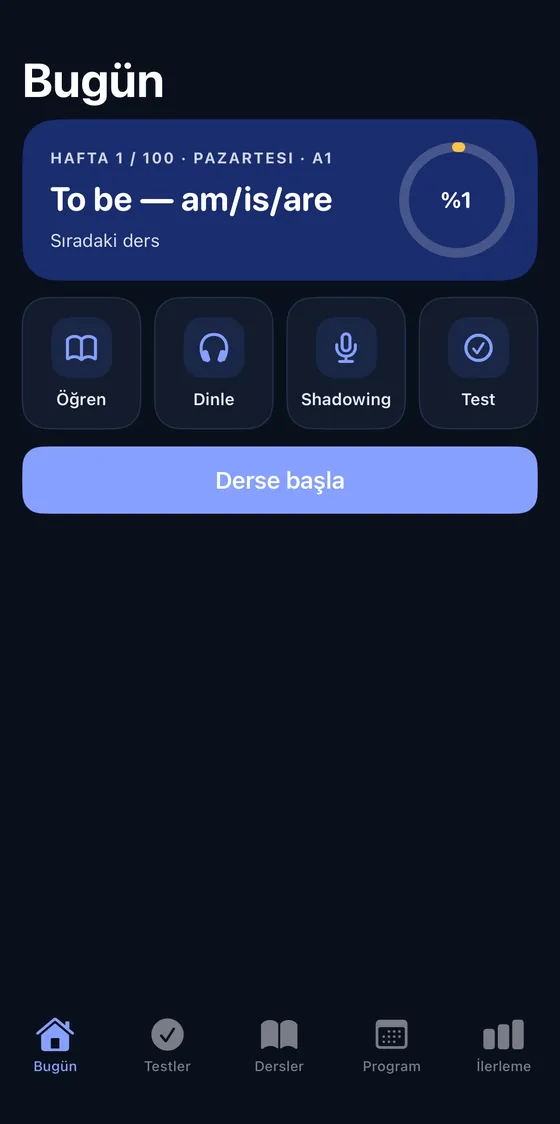 Bugün
HAFTA 1 / 100 · PAZARTESİ · A1
To be — am/is/are
Sıradaki ders
%1
Öğren
Dinle
Shadowing
Test
Derse başla
Bugün
Testler
Dersler
Program
İlerleme